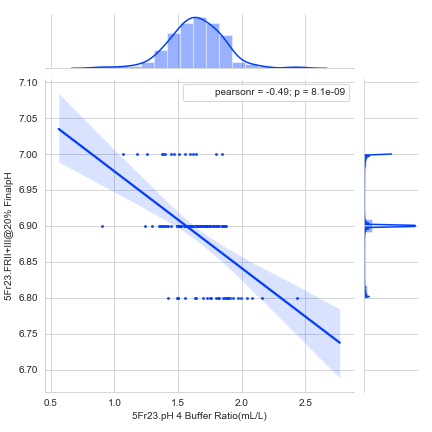 pearsonr = -0.49; p = 8.1e-09
7.10
7.05
7.00
6.95
6.90
6.85
6.80
6.75
6.70
5Fr23.FRII+III@20% FinalpH
0.5 1.0 1.5 2.0 2.5
5Fr23.pH 4 Buffer Ratio(mL/L)